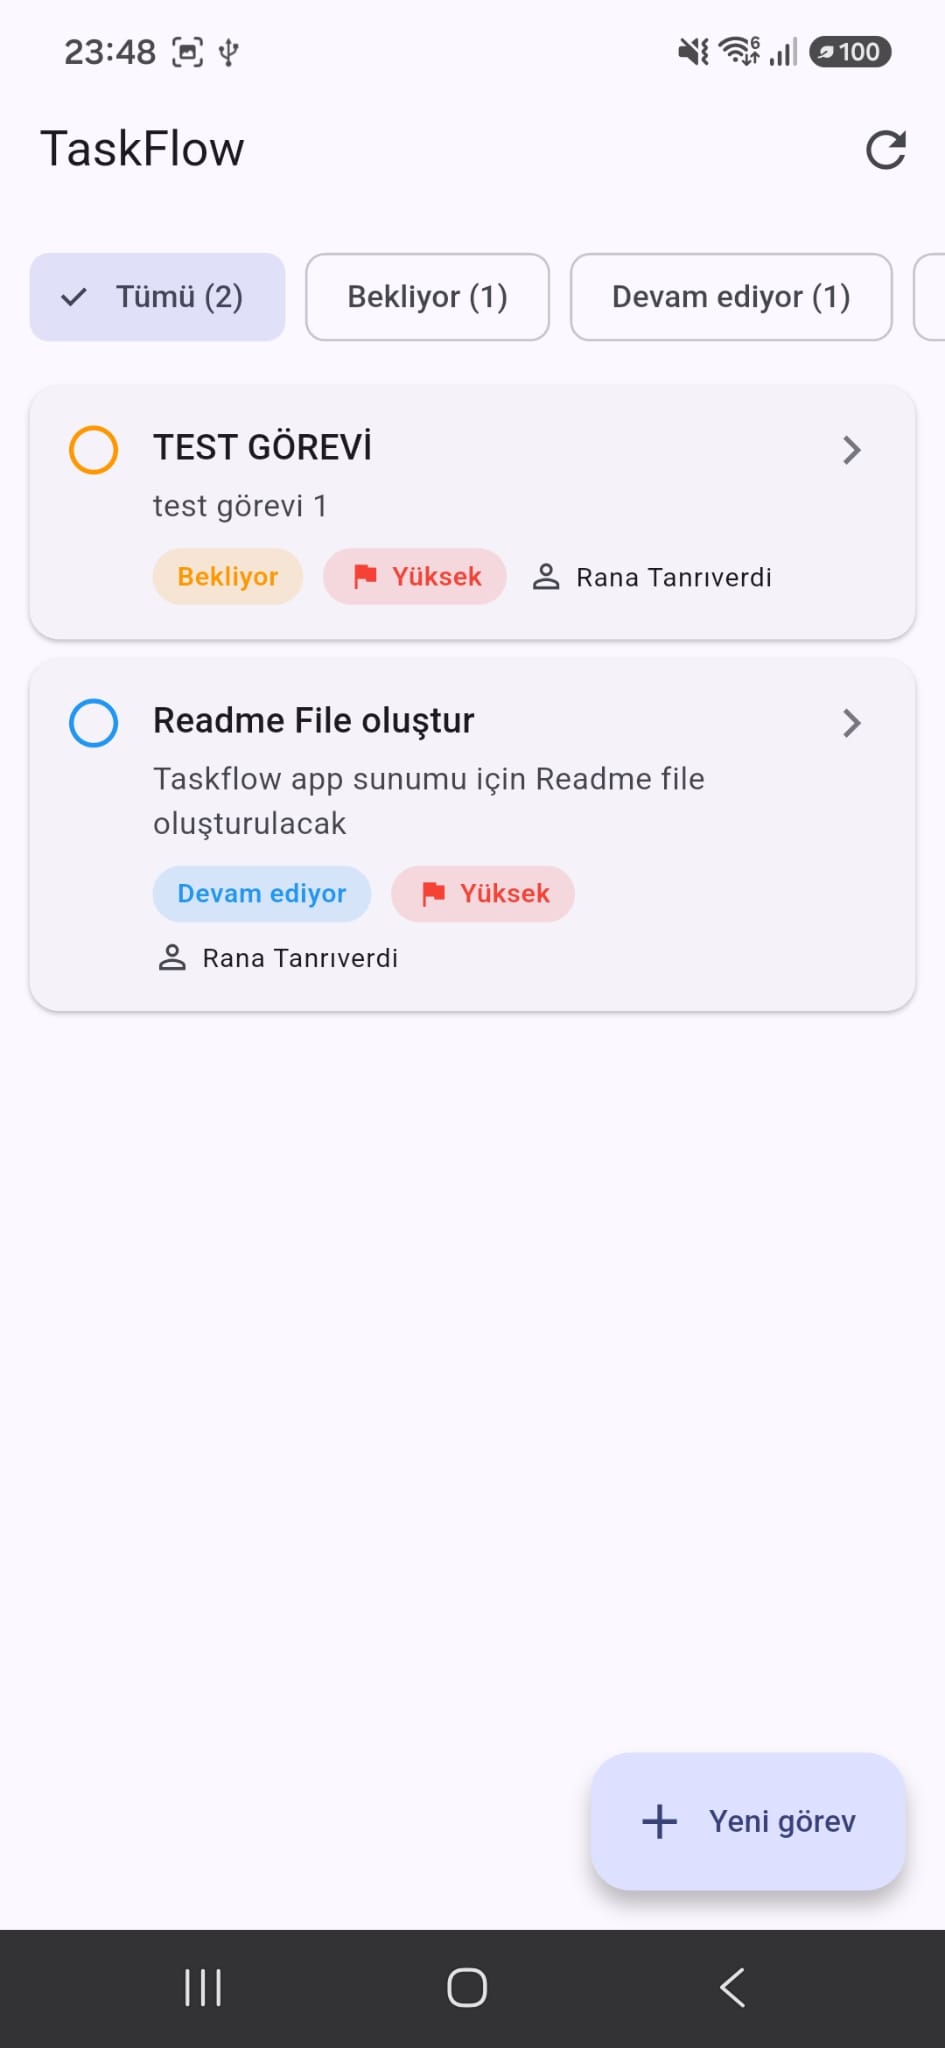 23:48
6
100
TaskFlow
Tümü (2)
Bekliyor (1)
Devam ediyor (1)
TEST GÖREVİ
test görevi 1
Bekliyor
Yüksek
Rana Tanrıverdi
Readme File oluştur
Taskflow app sunumu için Readme file
oluşturulacak
Devam ediyor
Yüksek
Rana Tanrıverdi
Yeni görev